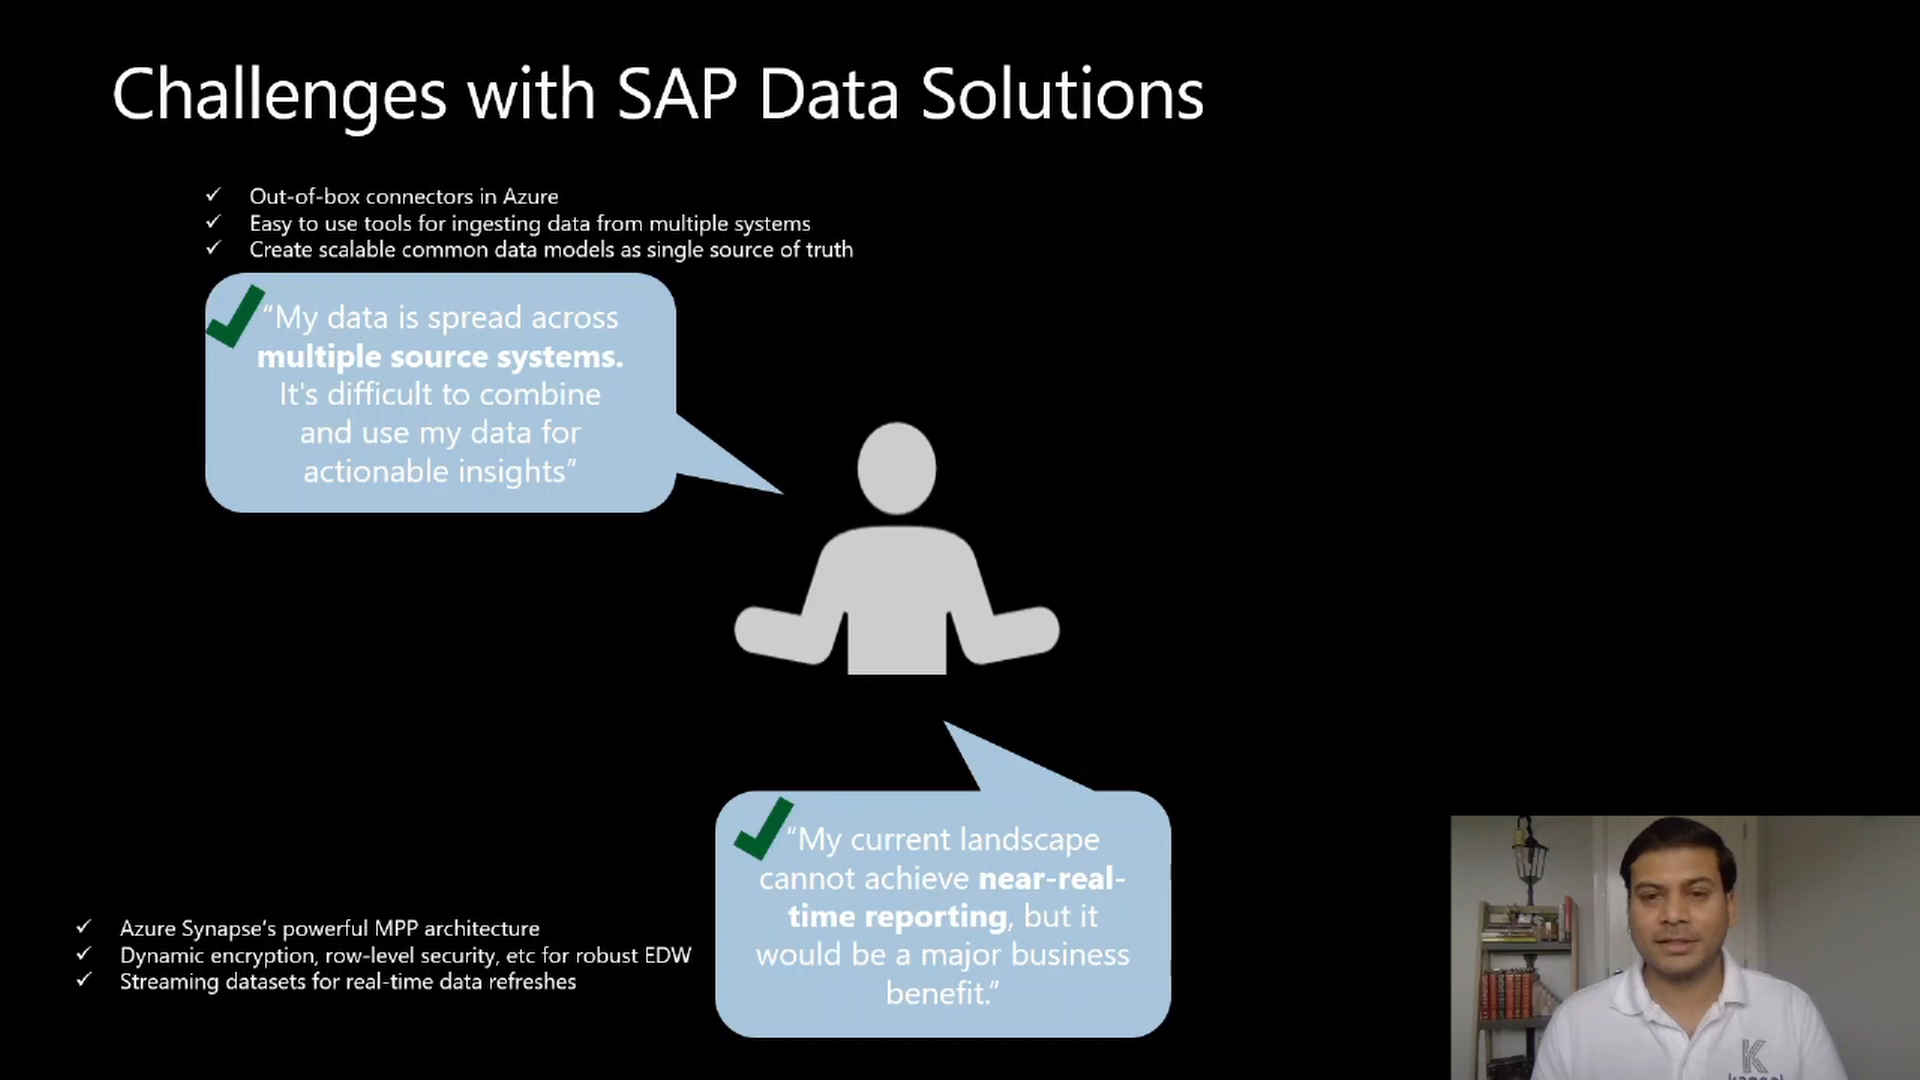 Challenges with SAP Data Solutions
✓ Out-of-box connectors in Azure
✓ Easy to use tools for ingesting data from multiple systems
✓ Create scalable common data models as single source of truth
“My data is spread across
multiple source systems.
It's difficult to combine
and use my data for
actionable insights”
“My current landscape
cannot achieve near-real-
time reporting, but it
would be a major business
benefit.”
✓ Azure Synapse’s powerful MPP architecture
✓ Dynamic encryption, row-level security, etc for robust EDW
✓ Streaming datasets for real-time data refreshes
K